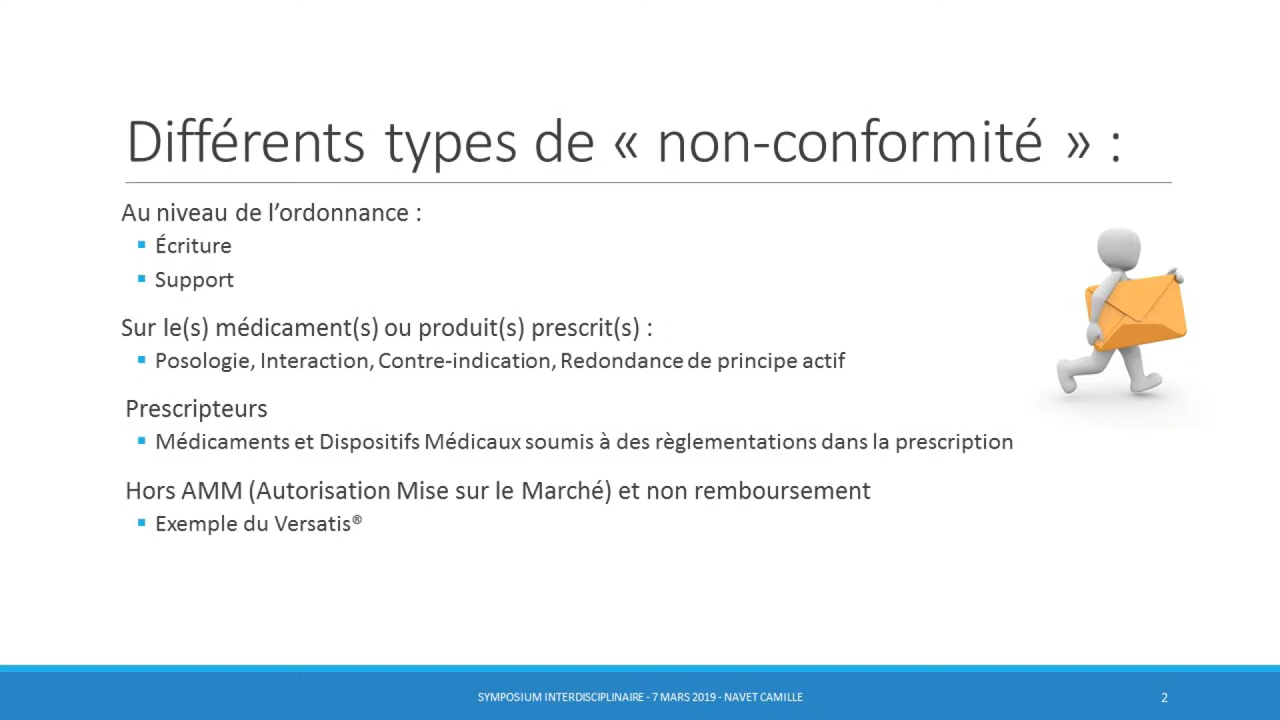 Différents types de « non-conformité » :
Au niveau de l’ordonnance :
Écriture
Support
Sur le(s) médicament(s) ou produit(s) prescrit(s) :
Posologie, Interaction, Contre-indication, Redondance de principe actif
Prescripteurs
Médicaments et Dispositifs Médicaux soumis à des règlementations dans la prescription
Hors AMM (Autorisation Mise sur le Marché) et non remboursement
Exemple du Versatis®
SYMPOSIUM INTERDISCIPLINAIRE - 7 MARS 2019 - NAVET CAMILLE
2